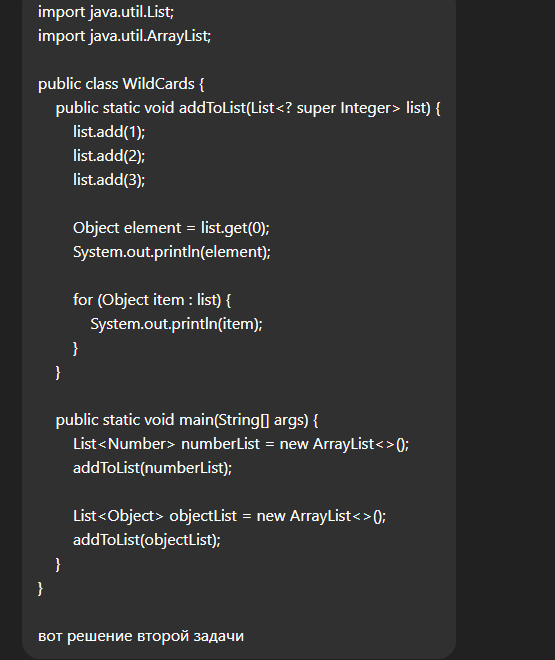 import java.util.List;
import java.util.ArrayList;

public class WildCards {
    public static void addToList(List<? super Integer> list) {
        list.add(1);
        list.add(2);
        list.add(3);

        Object element = list.get(0);
        System.out.println(element);

        for (Object item : list) {
            System.out.println(item);
        }
    }

    public static void main(String[] args) {
        List<Number> numberList = new ArrayList<>();
        addToList(numberList);

        List<Object> objectList = new ArrayList<>();
        addToList(objectList);
    }
}

вот решение второй задачи